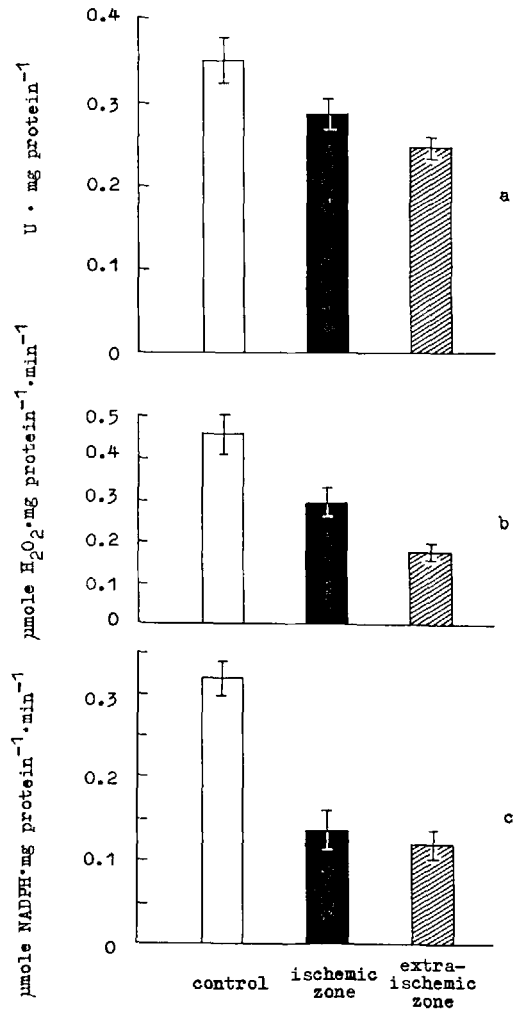 U · mg protein⁻¹
0.4
0.3
0.2
0.1
0
a
µmole H₂O₂·mg protein⁻¹·min⁻¹
0.5
0.4
0.3
0.2
0.1
0
b
µmole NADPH·mg protein⁻¹·min⁻¹
0.3
0.2
0.1
0
c
control
ischemic
zone
extra-
ischemic
zone